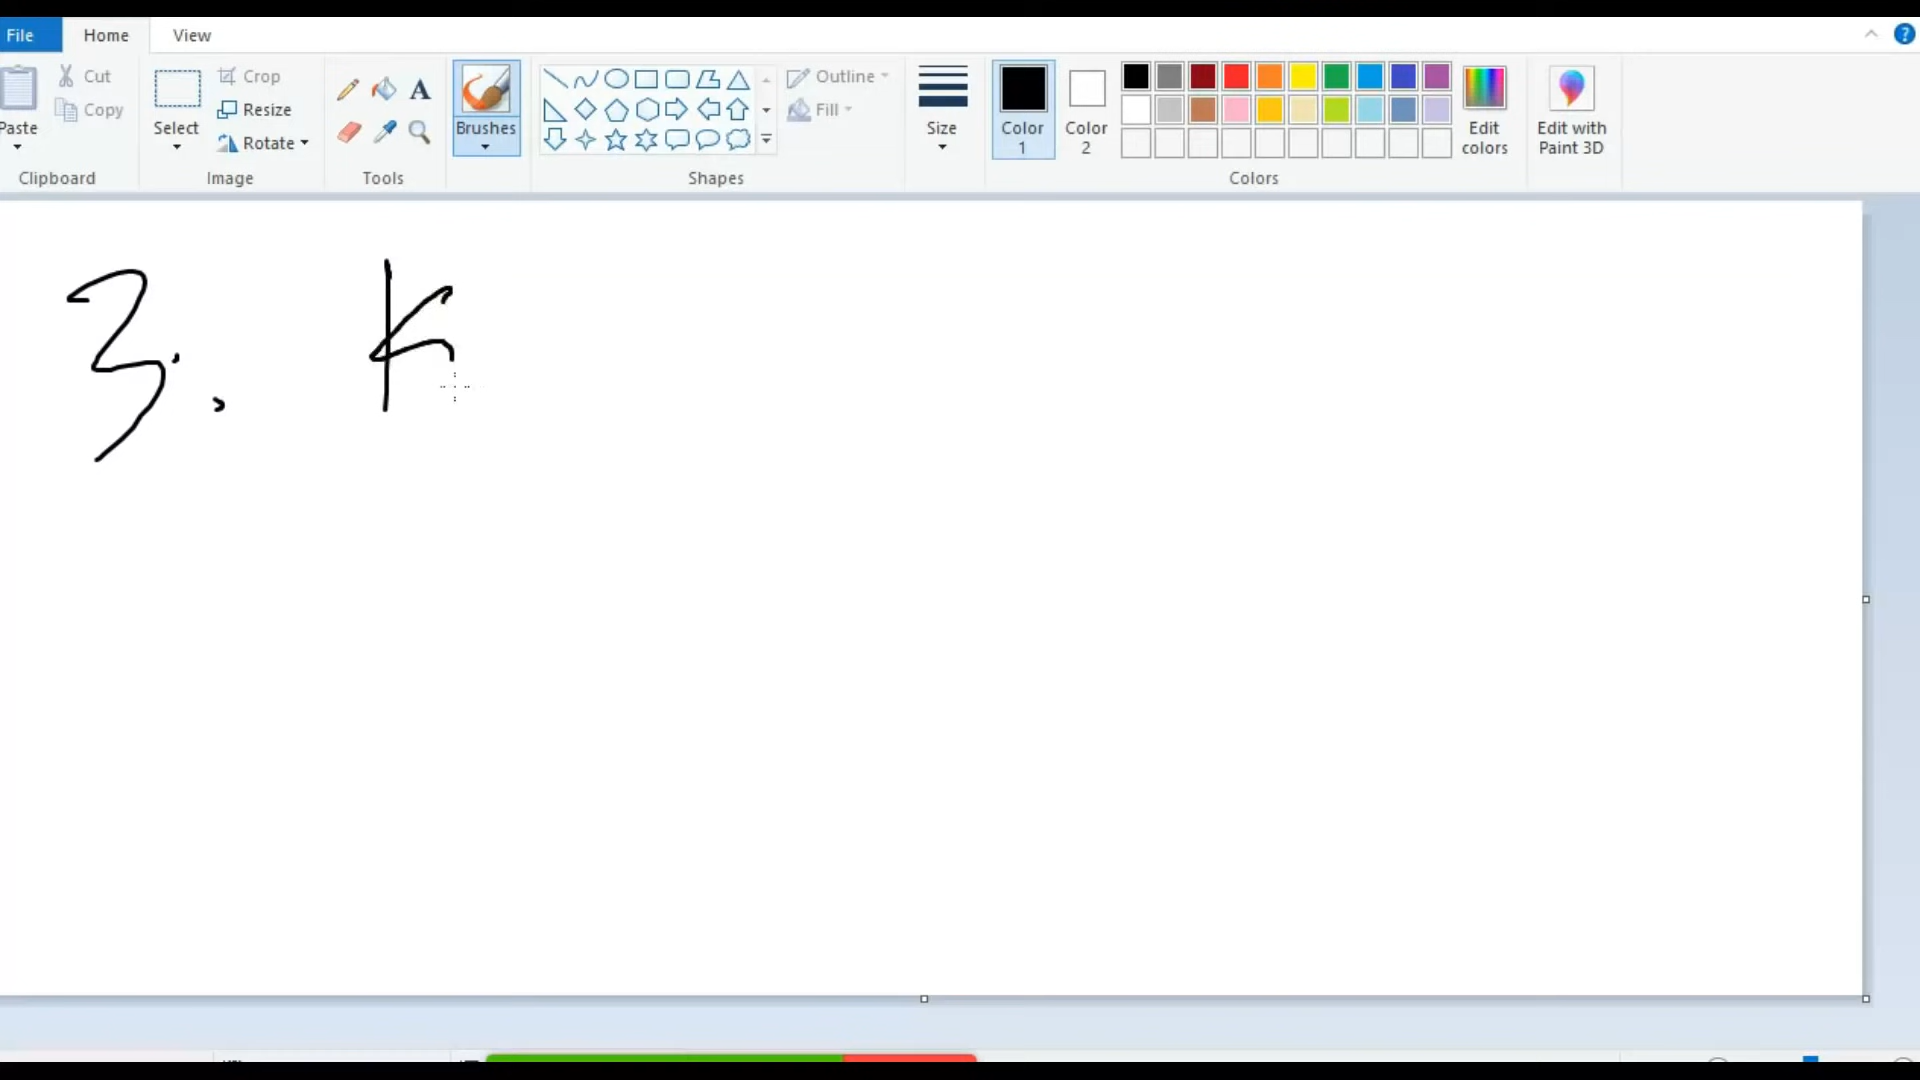 File Home View
Paste Cut Copy Select Crop Resize Rotate Brushes Outline Fill Size Color 1 Color 2 Edit colors Edit with Paint 3D
Clipboard Image Tools Shapes Colors
3. K